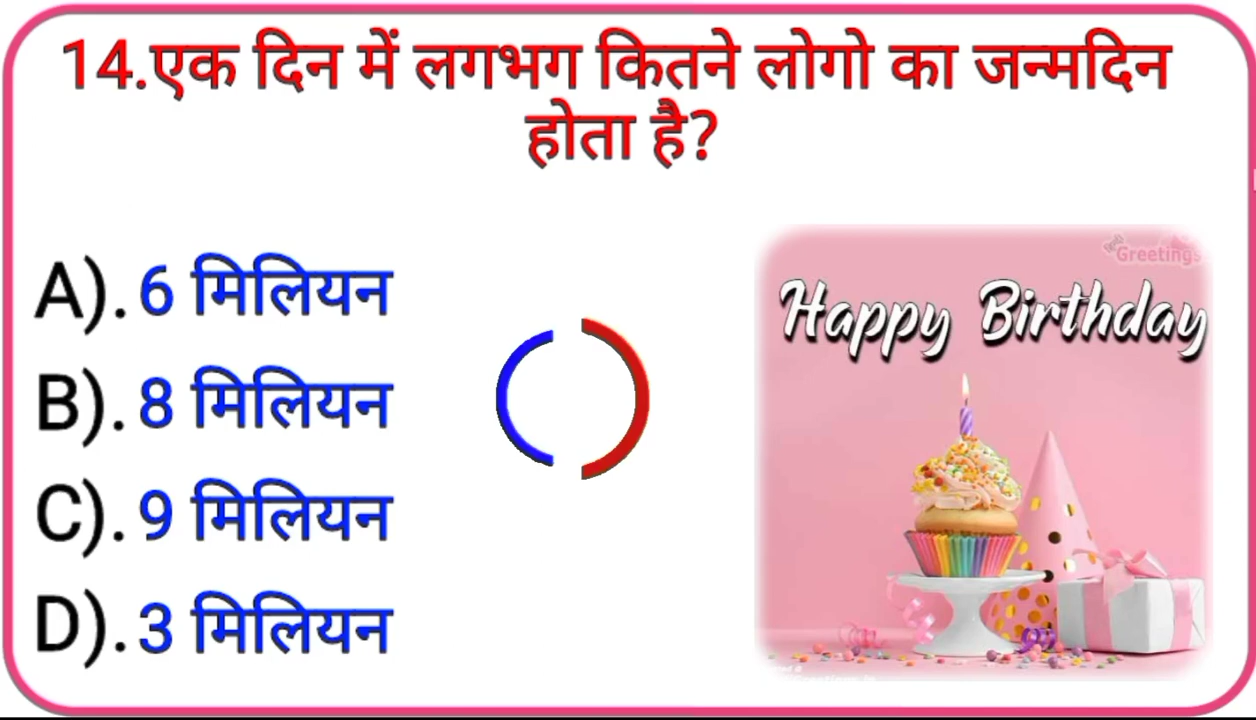 14.एक दिन में लगभग कितने लोगो का जन्मदिन
होता है?
A). 6 मिलियन
B). 8 मिलियन
C). 9 मिलियन
D). 3 मिलियन
Greetings
Happy Birthday